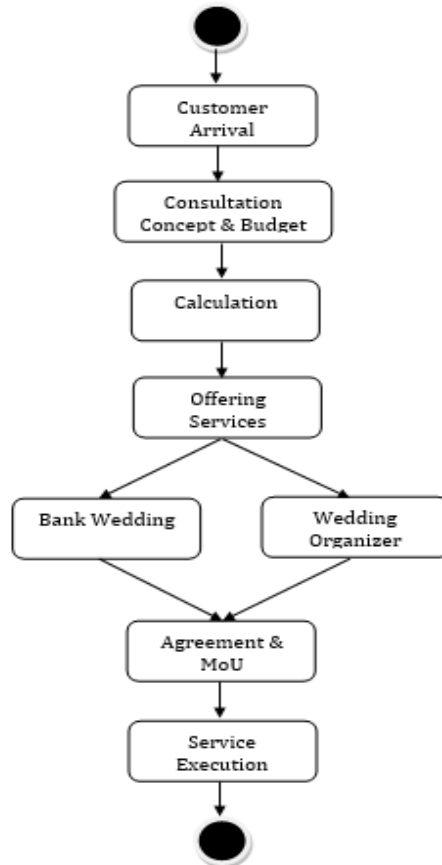 Customer
Arrival
Consultation
Concept & Budget
Calculation
Offering
Services
Bank Wedding
Wedding
Organizer
Agreement &
MoU
Service
Execution